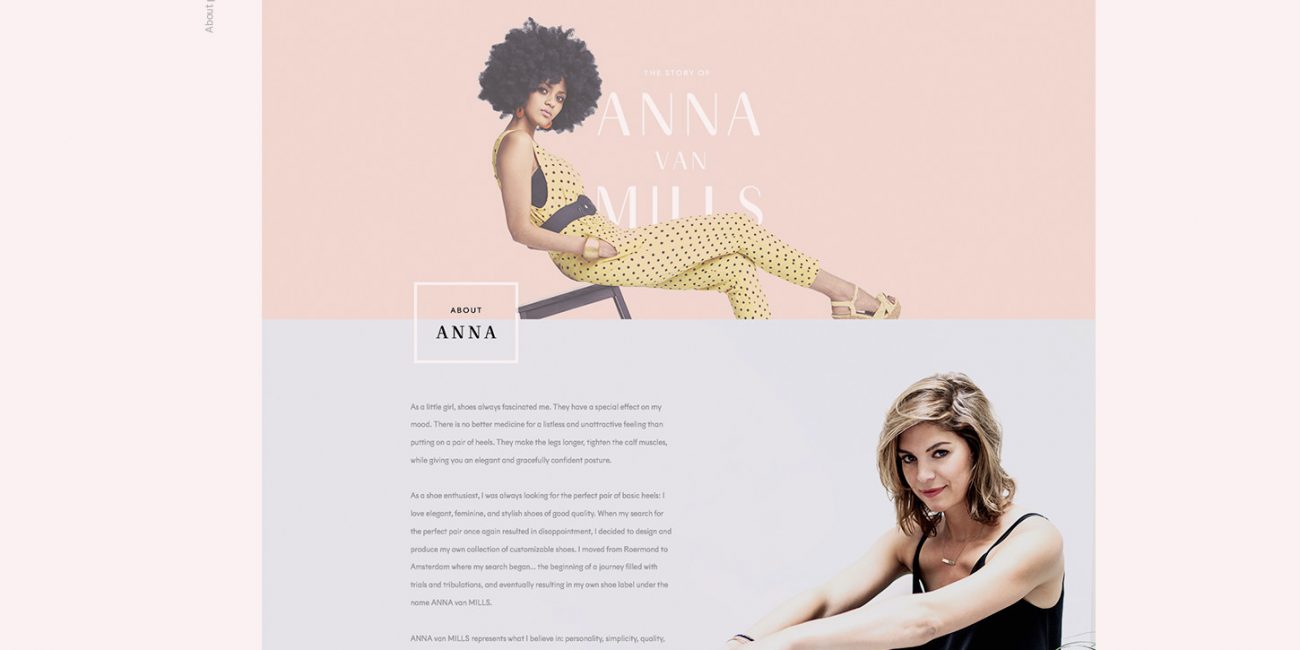 About
THE STORY OF
ANNA
VAN
MILLS
ABOUT
ANNA
As a little girl, shoes always fascinated me. They have a special effect on my
mood. There is no better medicine for a listless and unattractive feeling than
putting on a pair of heels. They make the legs longer, tighten the calf muscles,
while giving you an elegant and gracefully confident posture.
As a shoe enthusiast, I was always looking for the perfect pair of basic heels: I
love elegant, feminine, and stylish shoes of good quality. When my search for
the perfect pair once again resulted in disappointment, I decided to design and
produce my own collection of customizable shoes. I moved from Roermond to
Amsterdam where my search began... the beginning of a journey filled with
trials and tribulations, and eventually resulting in my own shoe label under the
name ANNA van MILLS.
ANNA van MILLS represents what I believe in: personality, simplicity, quality,